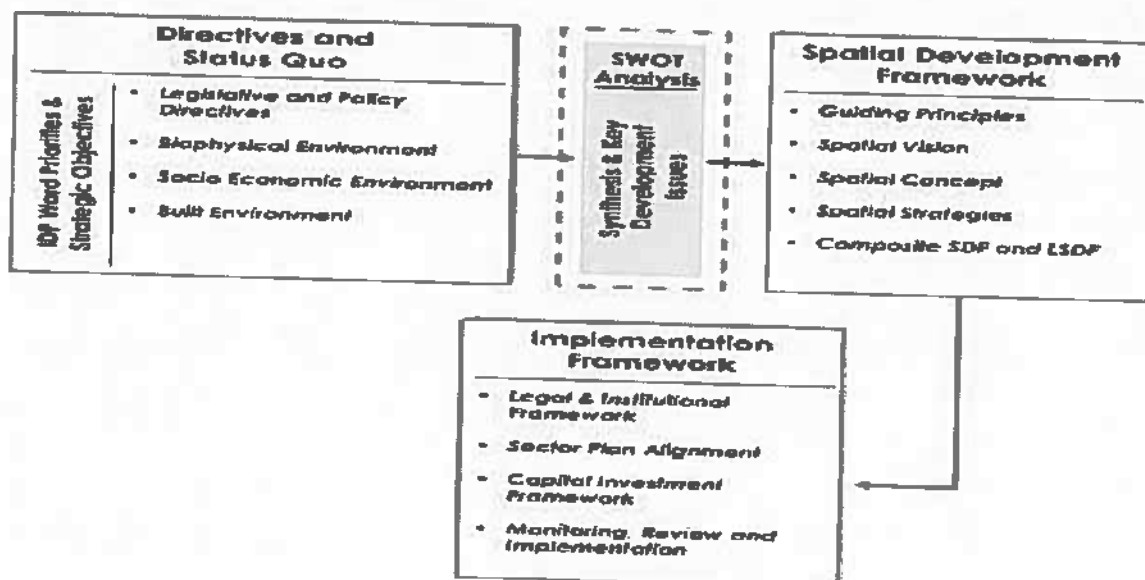 Directives and
Status Quo
IDP Word Priorities &
Strategic Objectives
• Legislative and Policy
Directives
• Biophysical Environment
• Socio Economic Environment
• Built Environment
SWOT
Analysis
Synthesis & Key
Development
Issues
Spatial Development
Framework
• Guiding Principles
• Spatial Vision
• Spatial Concept
• Spatial Strategies
• Composite SDF and LSDF
Implementation
Framework
• Legal & Institutional
Framework
• Sector Plan Alignment
• Capital Investment
Framework
• Monitoring, Review and
Implementation